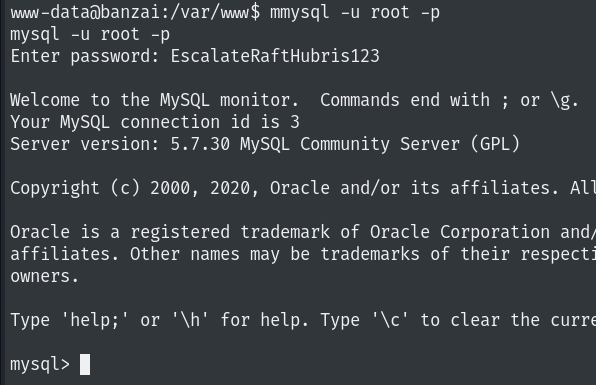 www-data@banzai:/var/www$ mmysql -u root -p
mysql -u root -p
Enter password: EscalateRaftHubris123
Welcome to the MySQL monitor.  Commands end with ; or \g.
Your MySQL connection id is 3
Server version: 5.7.30 MySQL Community Server (GPL)
Copyright (c) 2000, 2020, Oracle and/or its affiliates. All
Oracle is a registered trademark of Oracle Corporation and/
affiliates. Other names may be trademarks of their respecti
owners.
Type 'help;' or '\h' for help. Type '\c' to clear the curre
mysql>